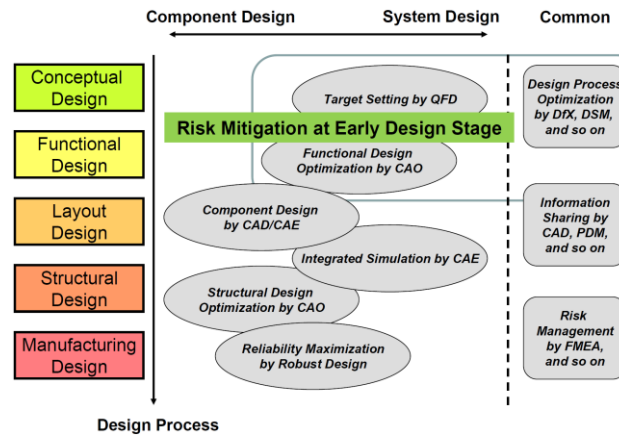 Component Design
System Design
Common
Conceptual
Design
Target Setting by QFD
Design Process
Optimization
by DfX, DSM,
and so on
Risk Mitigation at Early Design Stage
Functional
Design
Functional Design
Optimization by CAO
Layout
Design
Component Design
by CAD/CAE
Information
Sharing by
CAD, PDM,
and so on
Integrated Simulation by CAE
Structural
Design
Structural Design
Optimization by CAO
Manufacturing
Design
Reliability Maximization
by Robust Design
Risk
Management
by FMEA,
and so on
Design Process